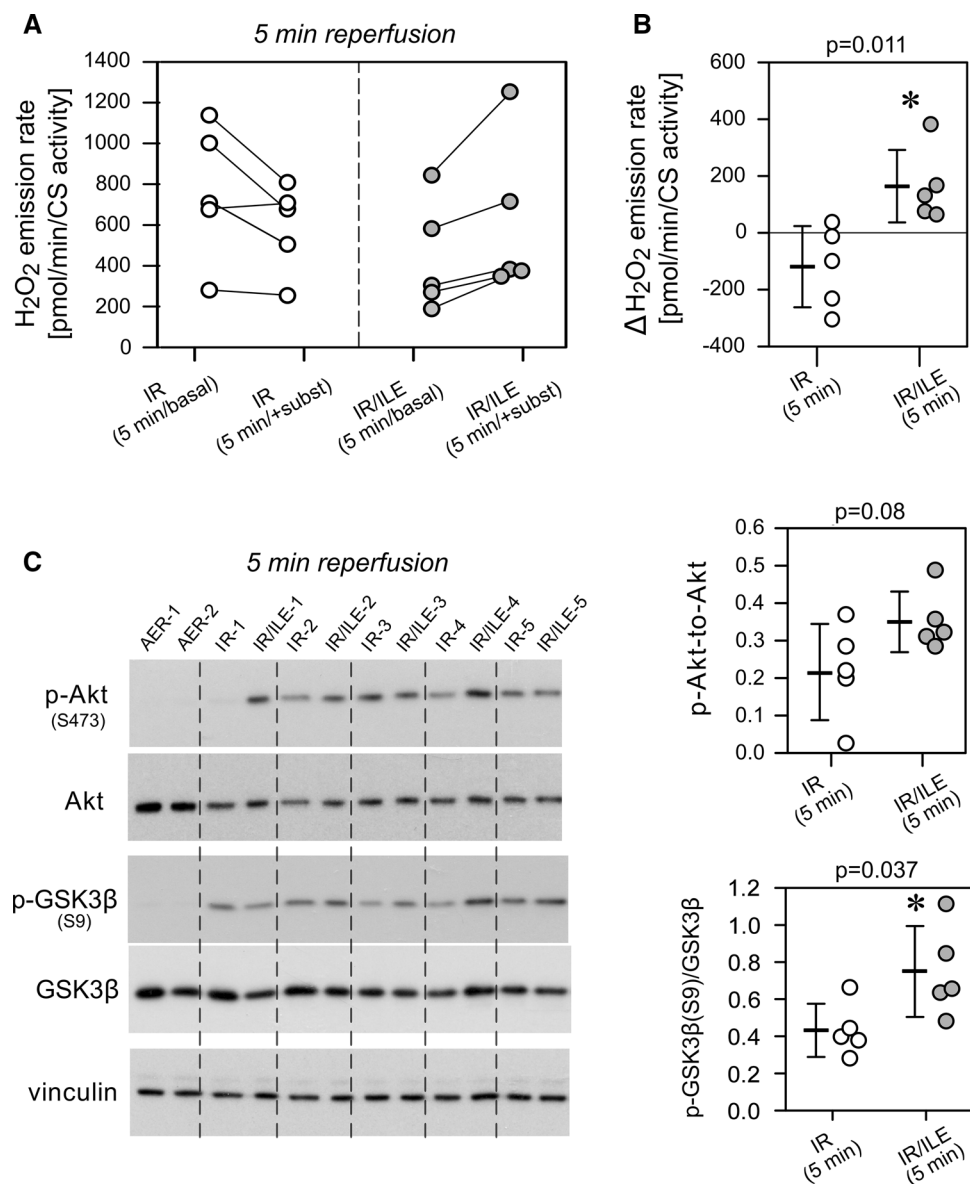 A
5 min reperfusion
H2O2 emission rate
[pmol/min/CS activity]
1400
1200
1000
800
600
400
200
0
IR
(5 min/basal)
IR
(5 min/+subst)
IR/ILE
(5 min/basal)
IR/ILE
(5 min/+subst)
B
p=0.011
ΔH2O2 emission rate
[pmol/min/CS activity]
600
400
200
0
-200
-400
*
IR
(5 min)
IR/ILE
(5 min)
C
5 min reperfusion
AER-1
AER-2
IR-1
IR/ILE-1
IR-2
IR/ILE-2
IR-3
IR/ILE-3
IR-4
IR/ILE-4
IR-5
IR/ILE-5
p-Akt
(S473)
Akt
p-GSK3β
(S9)
GSK3β
vinculin
p=0.08
p-Akt-to-Akt
0.6
0.5
0.4
0.3
0.2
0.1
0.0
IR
(5 min)
IR/ILE
(5 min)
p=0.037
p-GSK3β(S9)/GSK3β
1.2
1.0
0.8
0.6
0.4
0.2
0.0
*
IR
(5 min)
IR/ILE
(5 min)